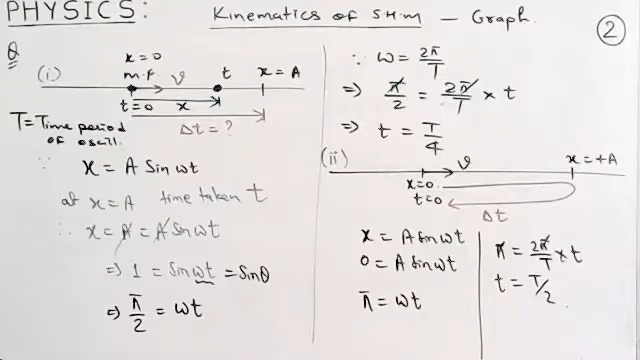 PHYSICS:
Kinematics of SHM – Graph.
2
Q
(i)
x=0
m.p
v
t
x=A
t=0
x
Δt=?
T=Time period
of oscill.
∵ x = A Sin ωt
at x=A time taken t
∴ x=A = A Sin ωt
⇒ 1 = Sin ωt = Sinθ
⇒ π/2 = ωt
∵ ω = 2π/T
⇒ π/2 = 2π/T × t
⇒ t = T/4
(ii)
v
x=+A
x=0
t=0
Δt
x = A sin ωt
0 = A sin ωt
π = ωt
π = 2π/T × t
t = T/2